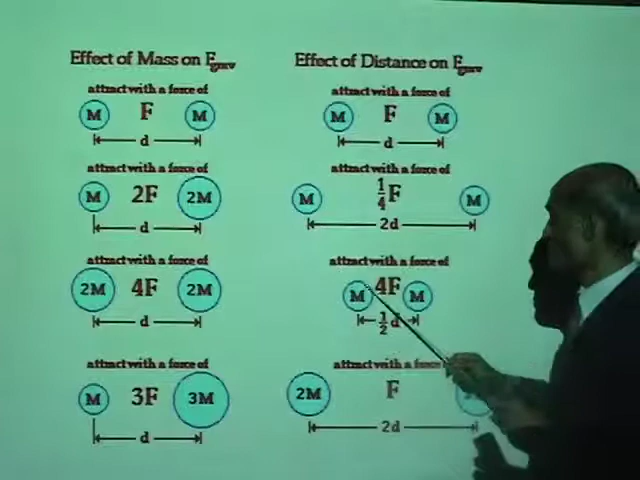 Effect of Mass on Fgrav
attract with a force of
M F M
d
attract with a force of
M 2F 2M
d
attract with a force of
2M 4F 2M
d
attract with a force of
M 3F 3M
d
Effect of Distance on Fgrav
attract with a force of
M F M
d
attract with a force of
M 1/4F M
2d
attract with a force of
M 4F M
1/2d
attract with a force of
2M F
2d